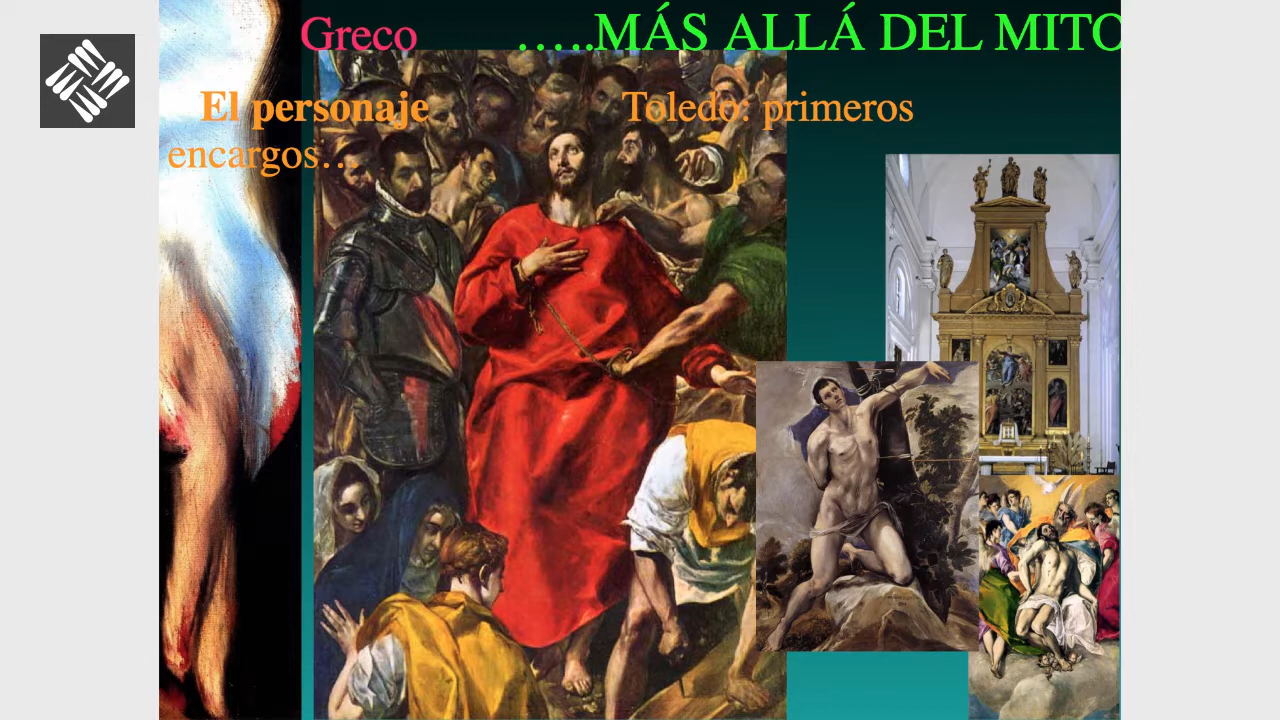 Greco …..MÁS ALLÁ DEL MITO
El personaje Toledo: primeros
encargos…